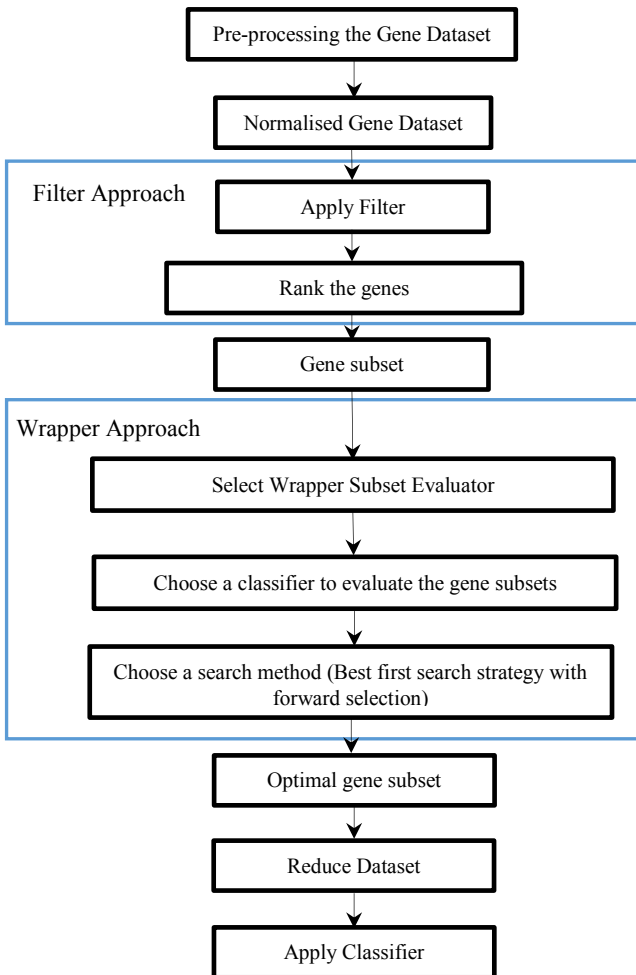 Pre-processing the Gene Dataset
Normalised Gene Dataset
Filter Approach
Apply Filter
Rank the genes
Gene subset
Wrapper Approach
Select Wrapper Subset Evaluator
Choose a classifier to evaluate the gene subsets
Choose a search method (Best first search strategy with
forward selection)
Optimal gene subset
Reduce Dataset
Apply Classifier